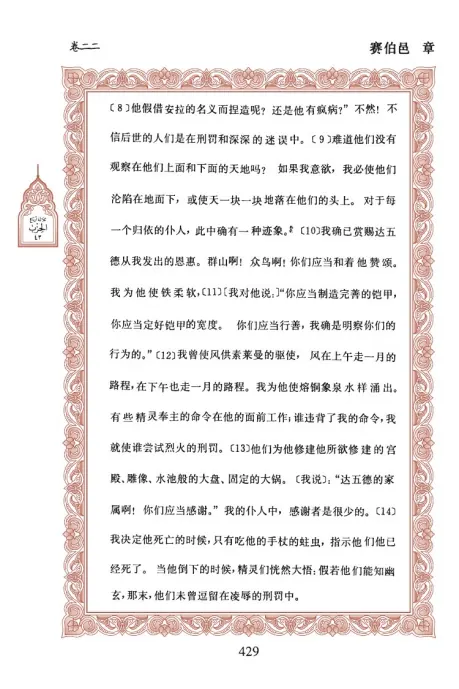 卷二二
赛伯邑 章
〔8〕他假借安拉的名义而捏造呢？还是他有疯病？”不然！不
信后世的人们是在刑罚和深深的迷误中。〔9〕难道他们没有
观察在他们上面和下面的天地吗？ 如果我意欲，我必使他们
沦陷在地面下，或使天一块一块地落在他们的头上。 对于每
一个归依的仆人，此中确有一种迹象。 〔10〕我确已赏赐达五
德从我发出的恩惠。群山啊！众鸟啊！你们应当和着他赞颂。
我为他使铁柔软，〔11〕〔我对他说：〕“你应当制造完善的铠甲，
你应当定好铠甲的宽度。 你们应当行善，我确是明察你们的
行为的。”〔12〕我曾使风供素莱曼的驱使， 风在上午走一月的
路程，在下午也走一月的路程。我为他使熔铜象泉水样涌出。
有些精灵奉主的命令在他的面前工作；谁违背了我的命令，我
就使谁尝试烈火的刑罚。〔13〕他们为他修建他所欲修建的宫
殿、雕像、水池般的大盘、固定的大锅。〔我说〕：“达五德的家
属啊！你们应当感谢。”我的仆人中，感谢者是很少的。〔14〕
我决定他死亡的时候，只有吃他的手杖的蛀虫，指示他们他已
经死了。 当他倒下的时候，精灵们恍然大悟：假若他们能知幽
玄，那末，他们未曾逗留在凌辱的刑罚中。
الحزب
٤٣
429